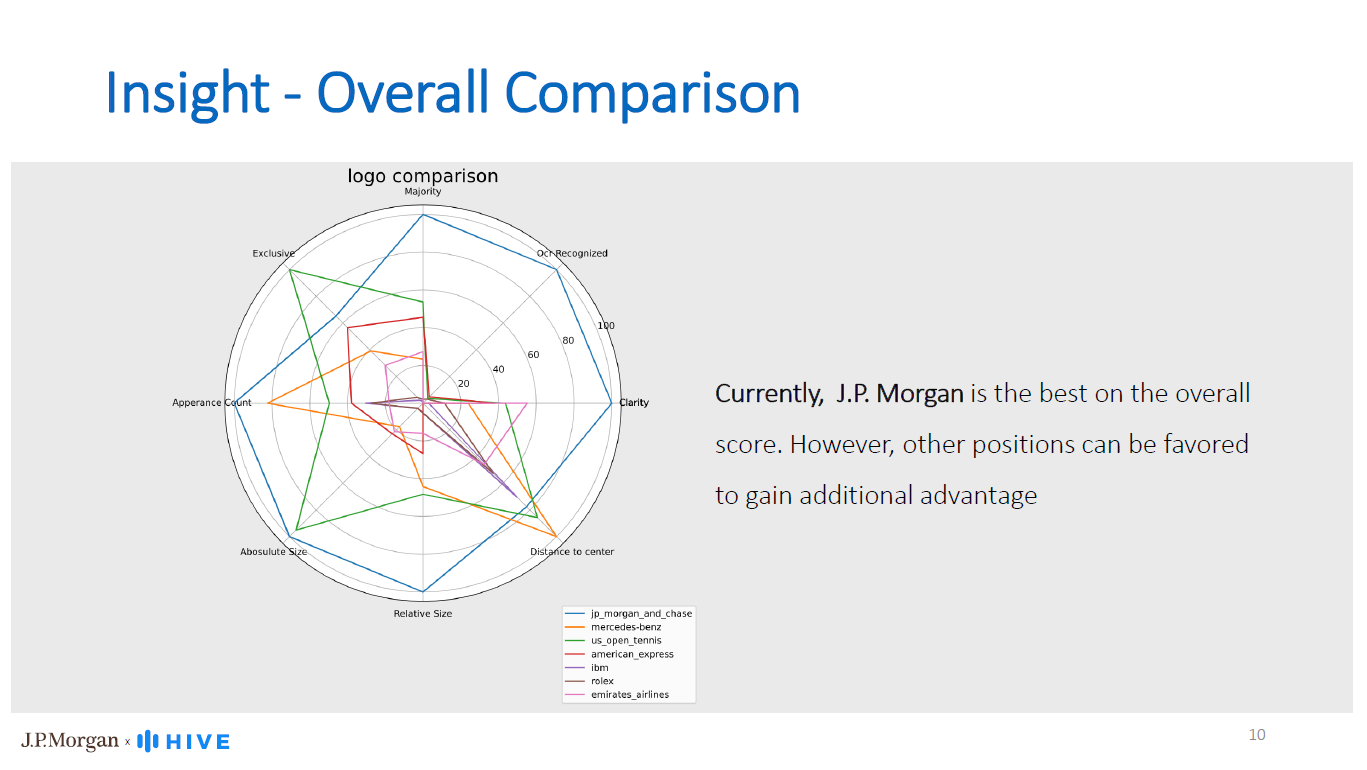 Insight - Overall Comparison
logo comparison
Majority
Exclusive
Ocr Recognized
100
80
60
40
20
Apperance Count
Clarity
Abosulute Size
Distance to center
Relative Size
jp_morgan_and_chase
mercedes-benz
us_open_tennis
american_express
ibm
rolex
emirates_airlines
Currently, J.P. Morgan is the best on the overall
score. However, other positions can be favored
to gain additional advantage
J.P.Morgan x HIVE
10